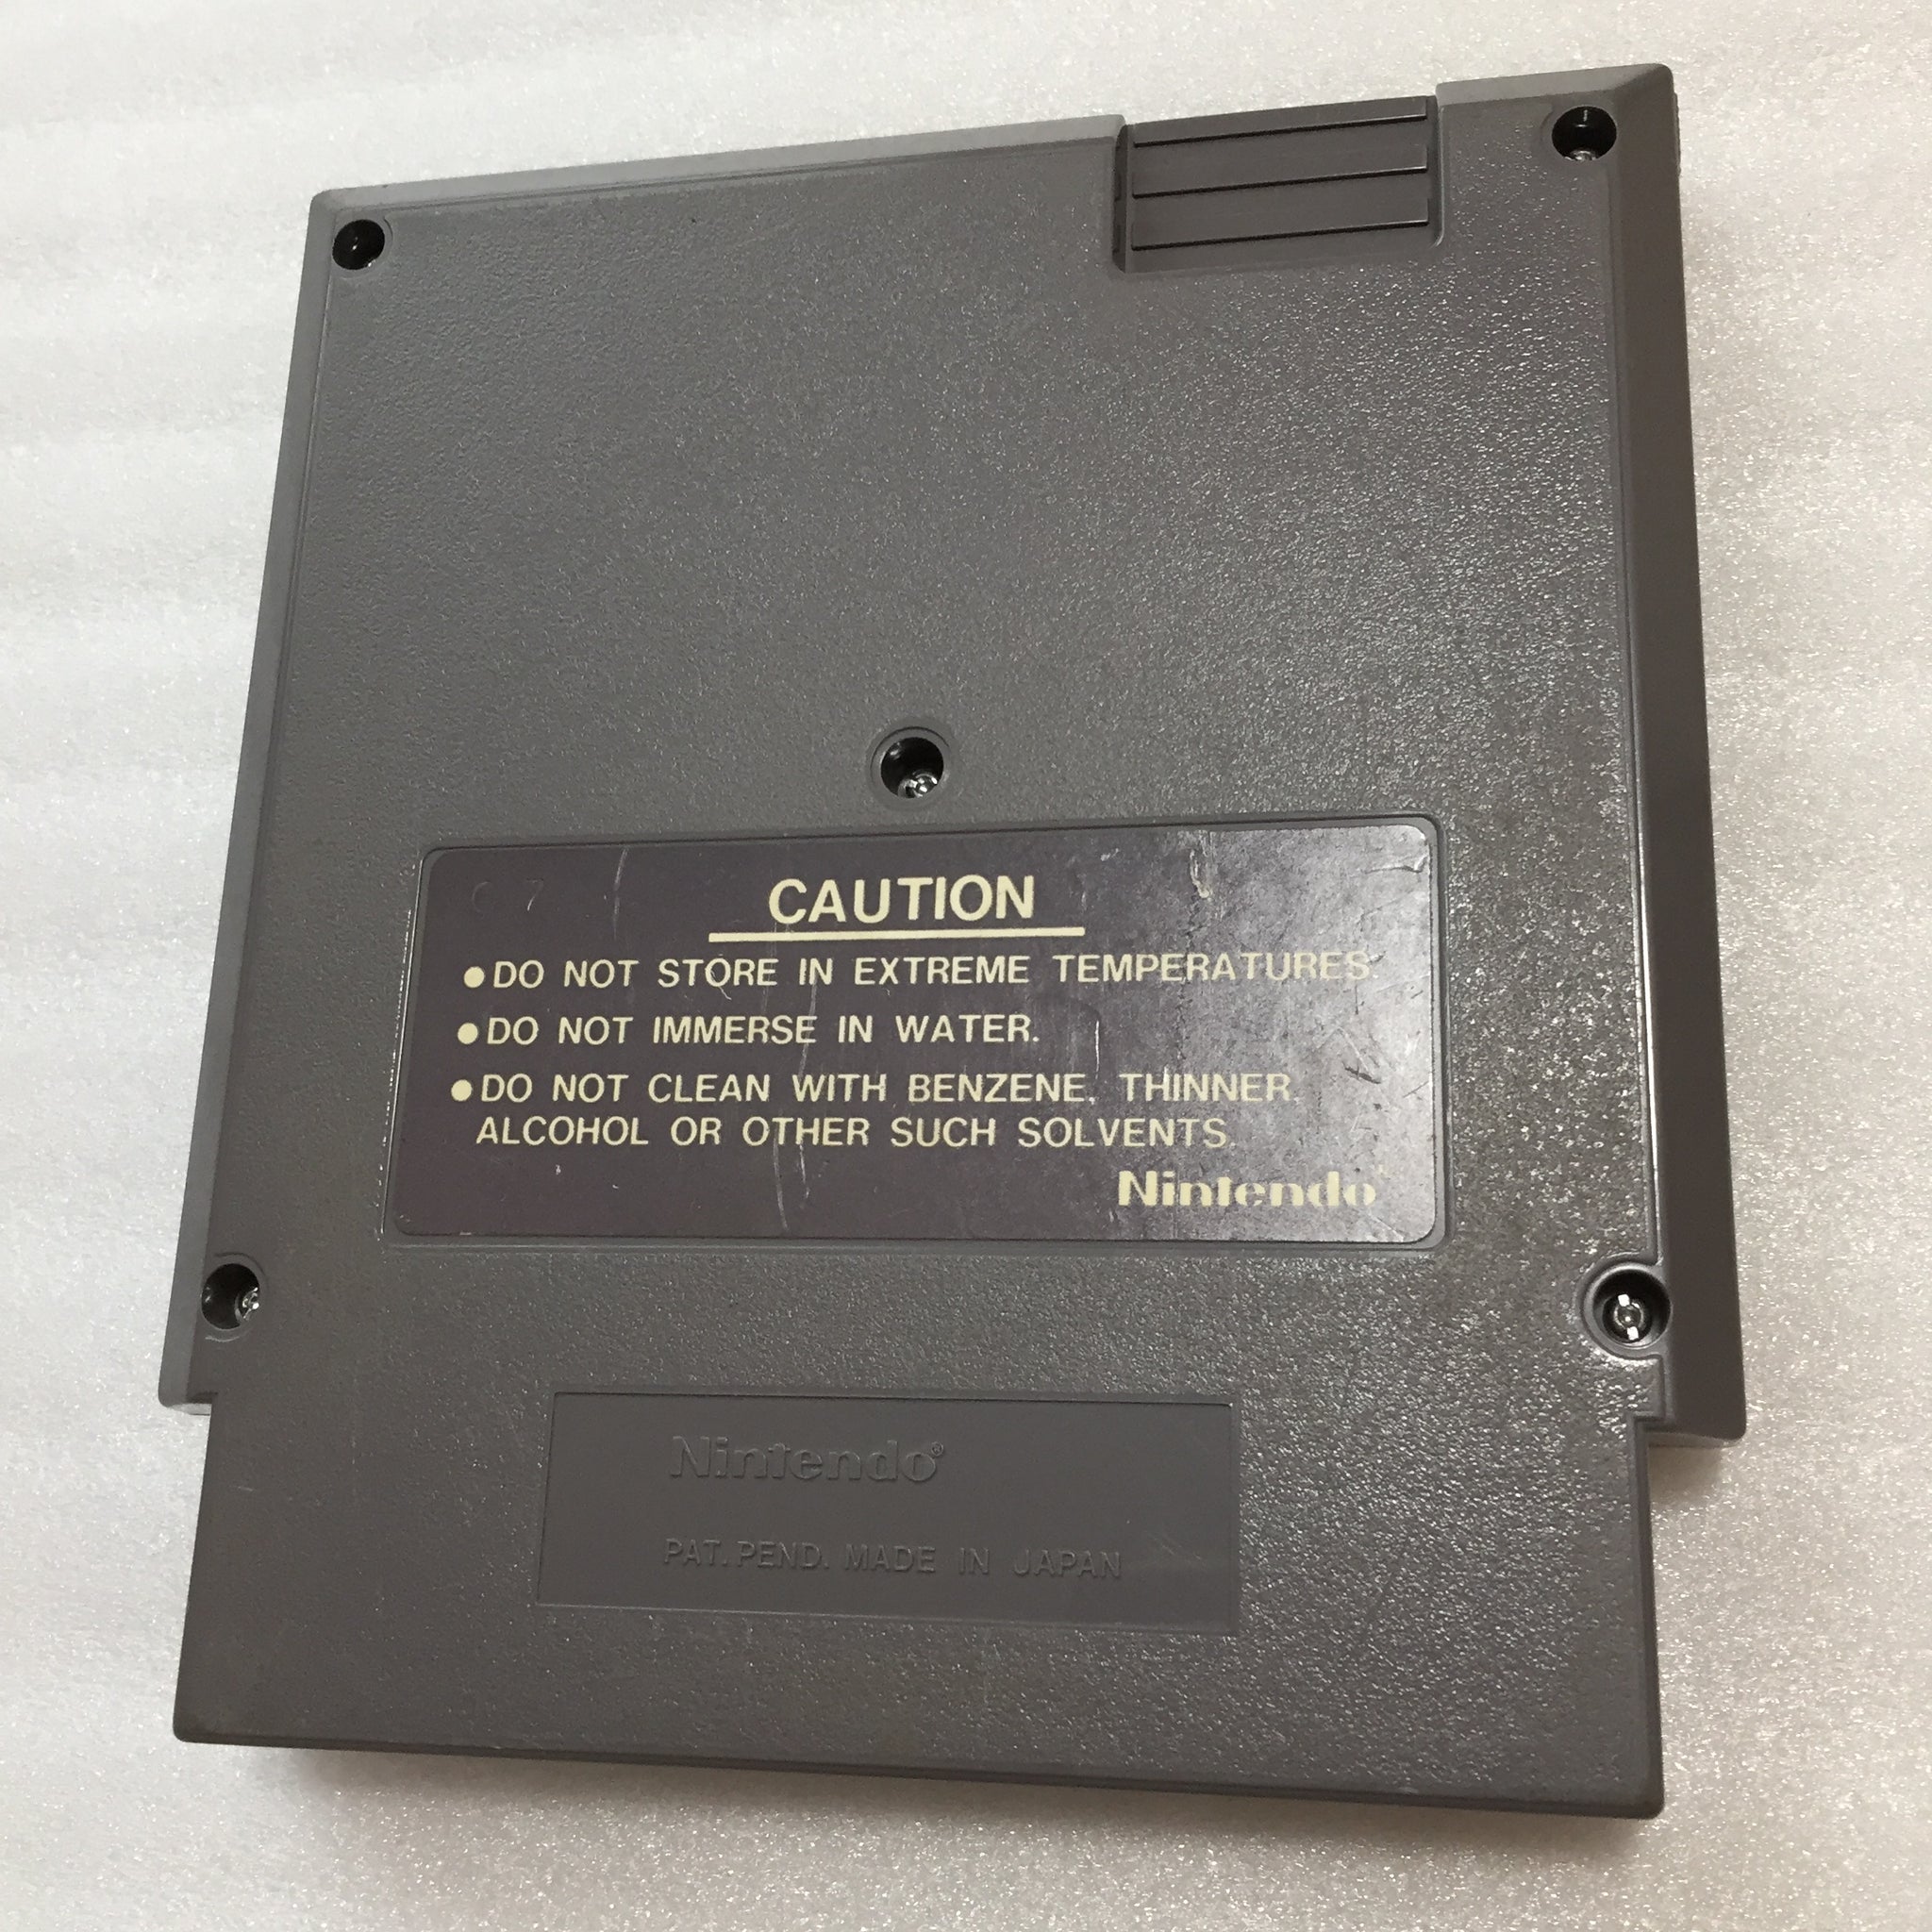 CAUTION
●DO NOT STORE IN EXTREME TEMPERATURES.
●DO NOT IMMERSE IN WATER.
●DO NOT CLEAN WITH BENZENE, THINNER,
ALCOHOL OR OTHER SUCH SOLVENTS.
Nintendo
Nintendo®
PAT. PEND. MADE IN JAPAN